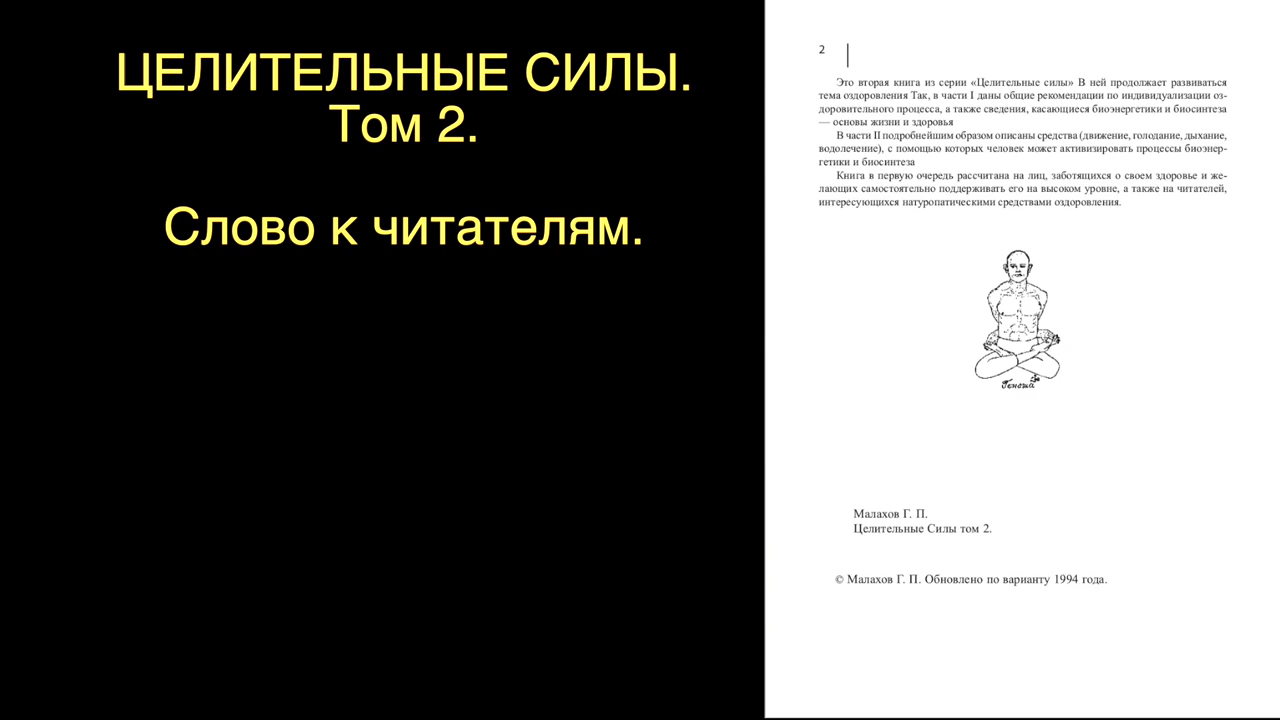 ЦЕЛИТЕЛЬНЫЕ СИЛЫ.
Том 2.
Слово к читателям.
2
Это вторая книга из серии «Целительные силы» В ней продолжает развиваться
тема оздоровления Так, в части I даны общие рекомендации по индивидуализации оз-
доровительного процесса, а также сведения, касающиеся биоэнергетики и биосинтеза
— основы жизни и здоровья
В части II подробнейшим образом описаны средства (движение, голодание, дыхание,
водолечение), с помощью которых человек может активизировать процессы биоэнер-
гетики и биосинтеза
Книга в первую очередь рассчитана на лиц, заботящихся о своем здоровье и же-
лающих самостоятельно поддерживать его на высоком уровне, а также на читателей,
интересующихся натуропатическими средствами оздоровления.
Геноша
Малахов Г. П.
Целительные Силы том 2.
© Малахов Г. П. Обновлено по варианту 1994 года.